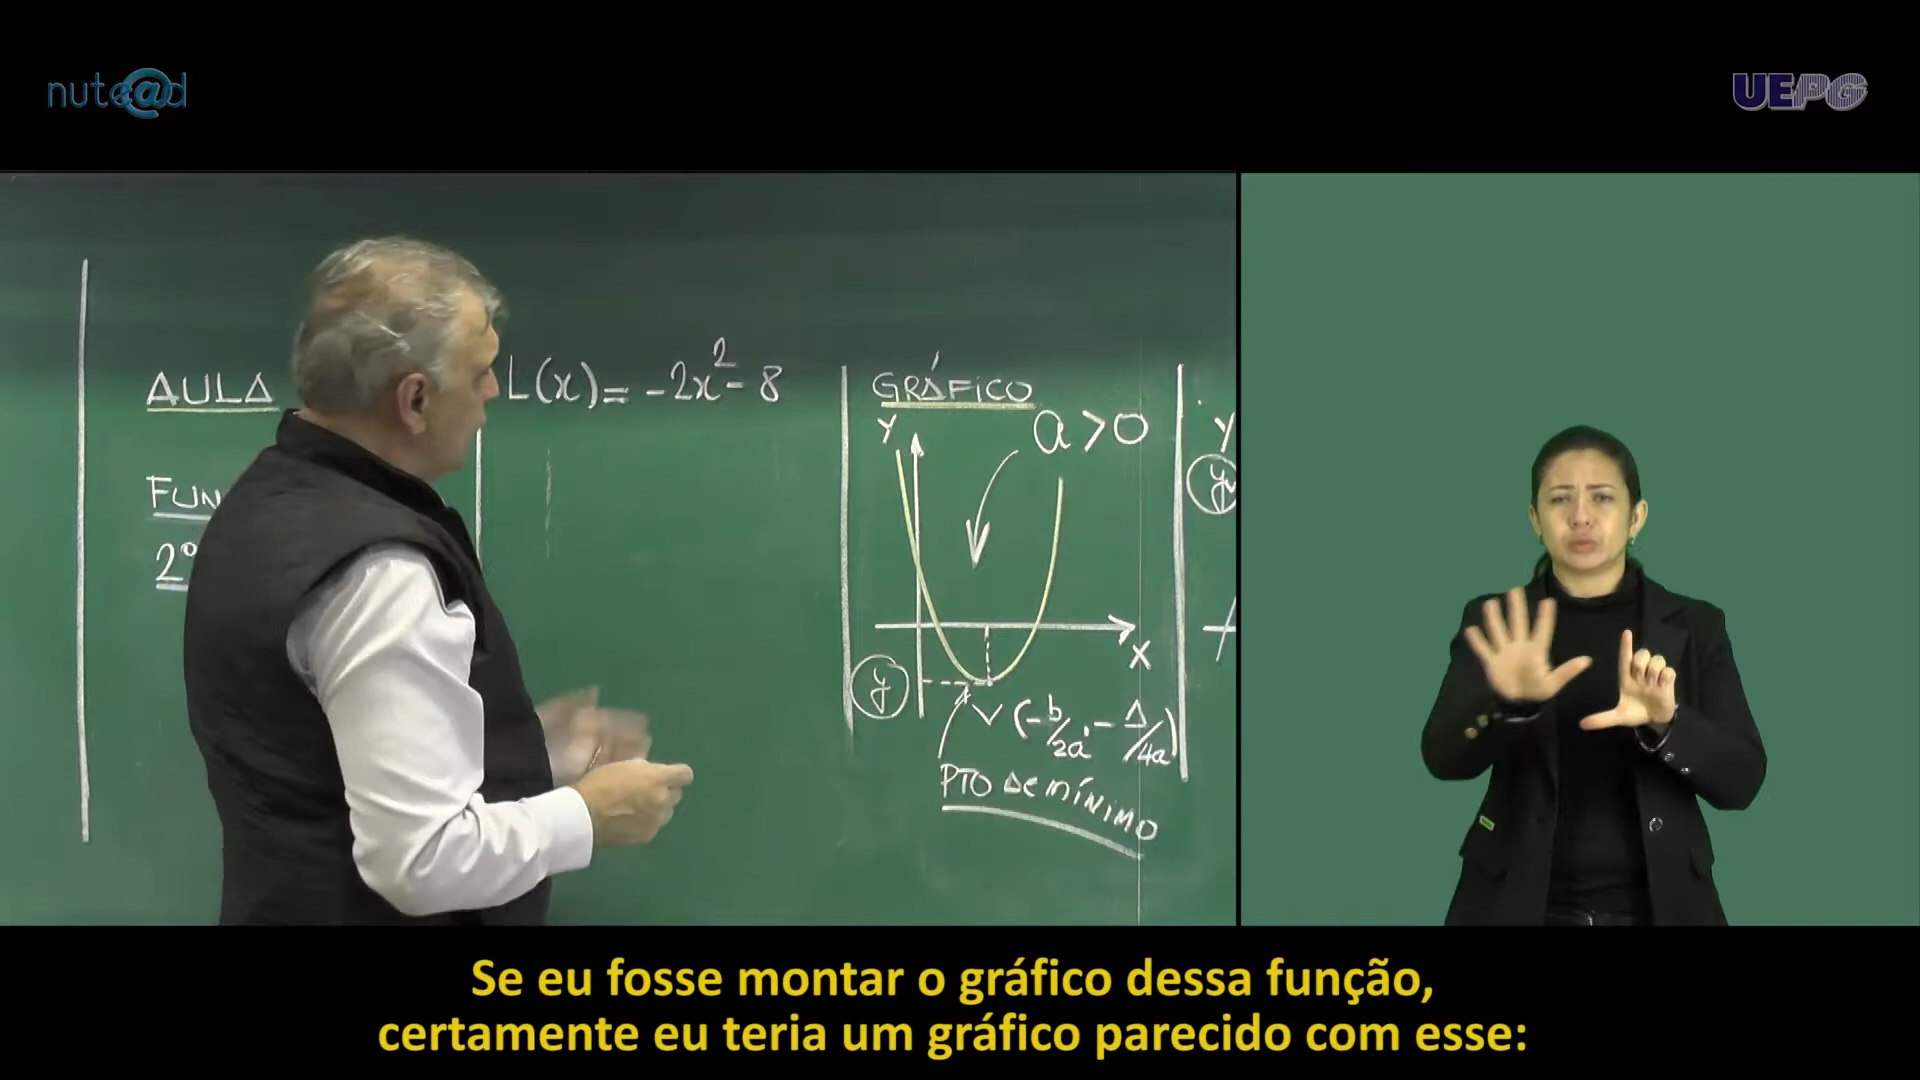 nute@d
UEPG
AULA
FUN
2º
L(x) = -2x² - 8
GRÁFICO
a > 0
Y
X
y
V (-b/2a, -Δ/4a)
PTO DE MÍNIMO
Y
Se eu fosse montar o gráfico dessa função,
certamente eu teria um gráfico parecido com esse: